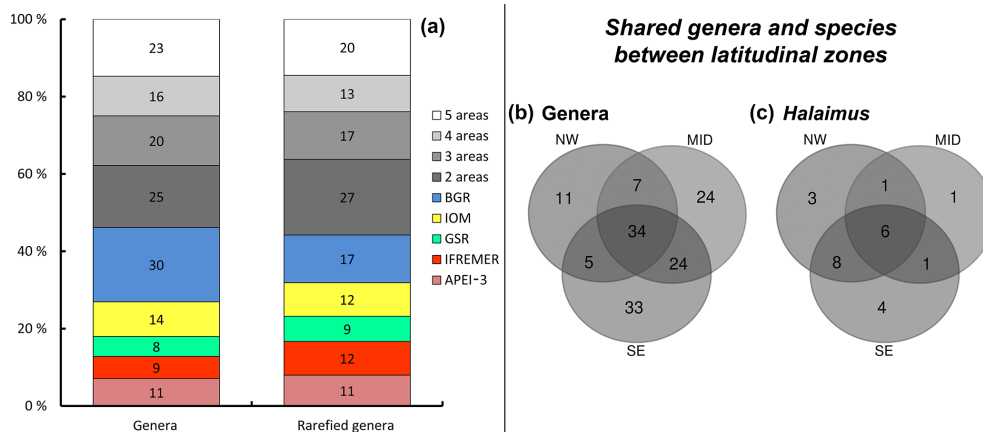 100 %
80 %
60 %
40 %
20 %
0 %
(a)
23
16
20
25
30
14
8
9
11
20
13
17
27
17
12
9
12
11
Genera
Rarefied genera
5 areas
4 areas
3 areas
2 areas
BGR
IOM
GSR
IFREMER
APEI-3
Shared genera and species
between latitudinal zones
(b) Genera
NW
MID
11
7
24
34
5
24
33
SE
(c) Halaimus
NW
MID
3
1
1
6
8
1
4
SE